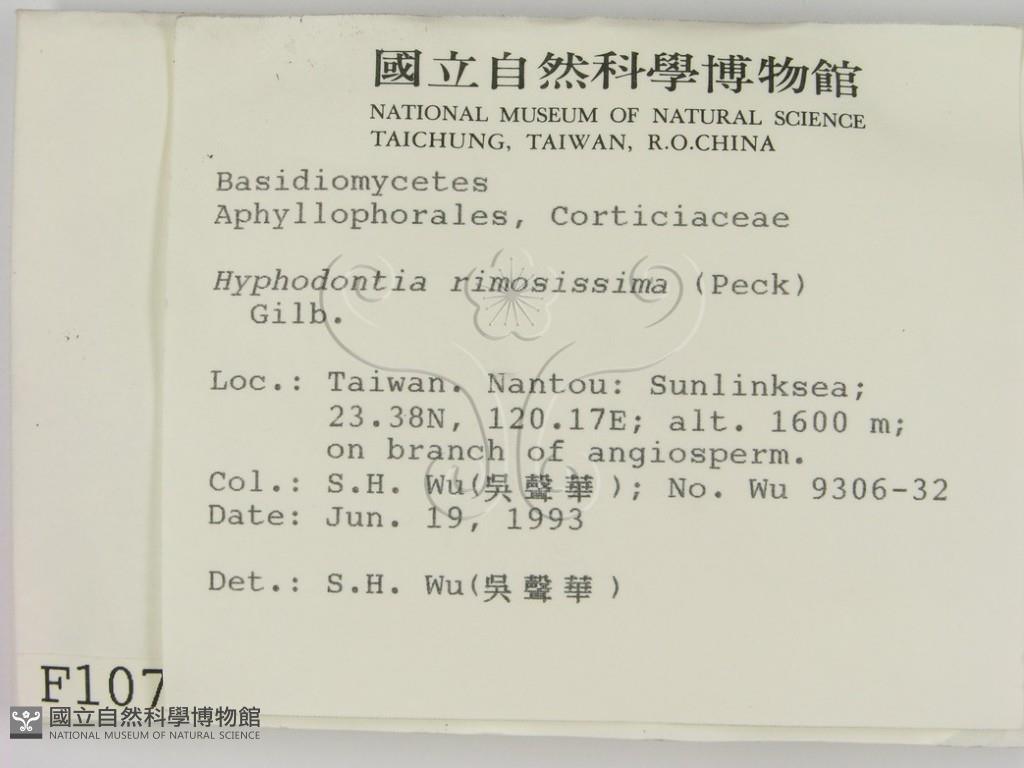 國立自然科學博物館
NATIONAL MUSEUM OF NATURAL SCIENCE
TAICHUNG, TAIWAN, R.O.CHINA
Basidiomycetes
Aphyllophorales, Corticiaceae
Hyphodontia rimosissima (Peck)
Gilb.
Loc.: Taiwan. Nantou: Sunlinksea;
23.38N, 120.17E; alt. 1600 m;
on branch of angiosperm.
Col.: S.H. Wu(吳聲華); No. Wu 9306-32
Date: Jun. 19, 1993
Det.: S.H. Wu(吳聲華)
F107
國立自然科學博物館
NATIONAL MUSEUM OF NATURAL SCIENCE